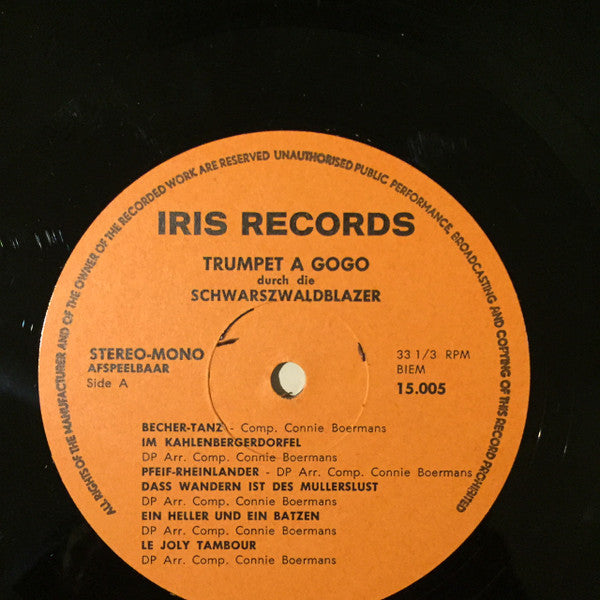 ALL RIGHTS OF THE MANUFACTURER AND OF THE OWNER OF THE RECORDED WORK ARE RESERVED UNAUTHORISED PUBLIC PERFORMANCE BROADCASTING AND COPYING OF THIS RECORD PROHIBITED
IRIS RECORDS
TRUMPET A GOGO
durch die
SCHWARSZWALDBLAZER
STEREO-MONO
AFSPEELBAAR
Side A
33 1/3 RPM
BIEM
15.005
BECHER-TANZ - Comp. Connie Boermans
IM KAHLENBERGERDORFEL
DP Arr. Comp. Connie Boermans
PFEIF-RHEINLANDER - DP Arr. Comp. Connie Boermans
DASS WANDERN IST DES MULLERSLUST
DP Arr. Comp. Connie Boermans
EIN HELLER UND EIN BATZEN
DP Arr. Comp. Connie Boermans
LE JOLY TAMBOUR
DP Arr. Comp. Connie Boermans